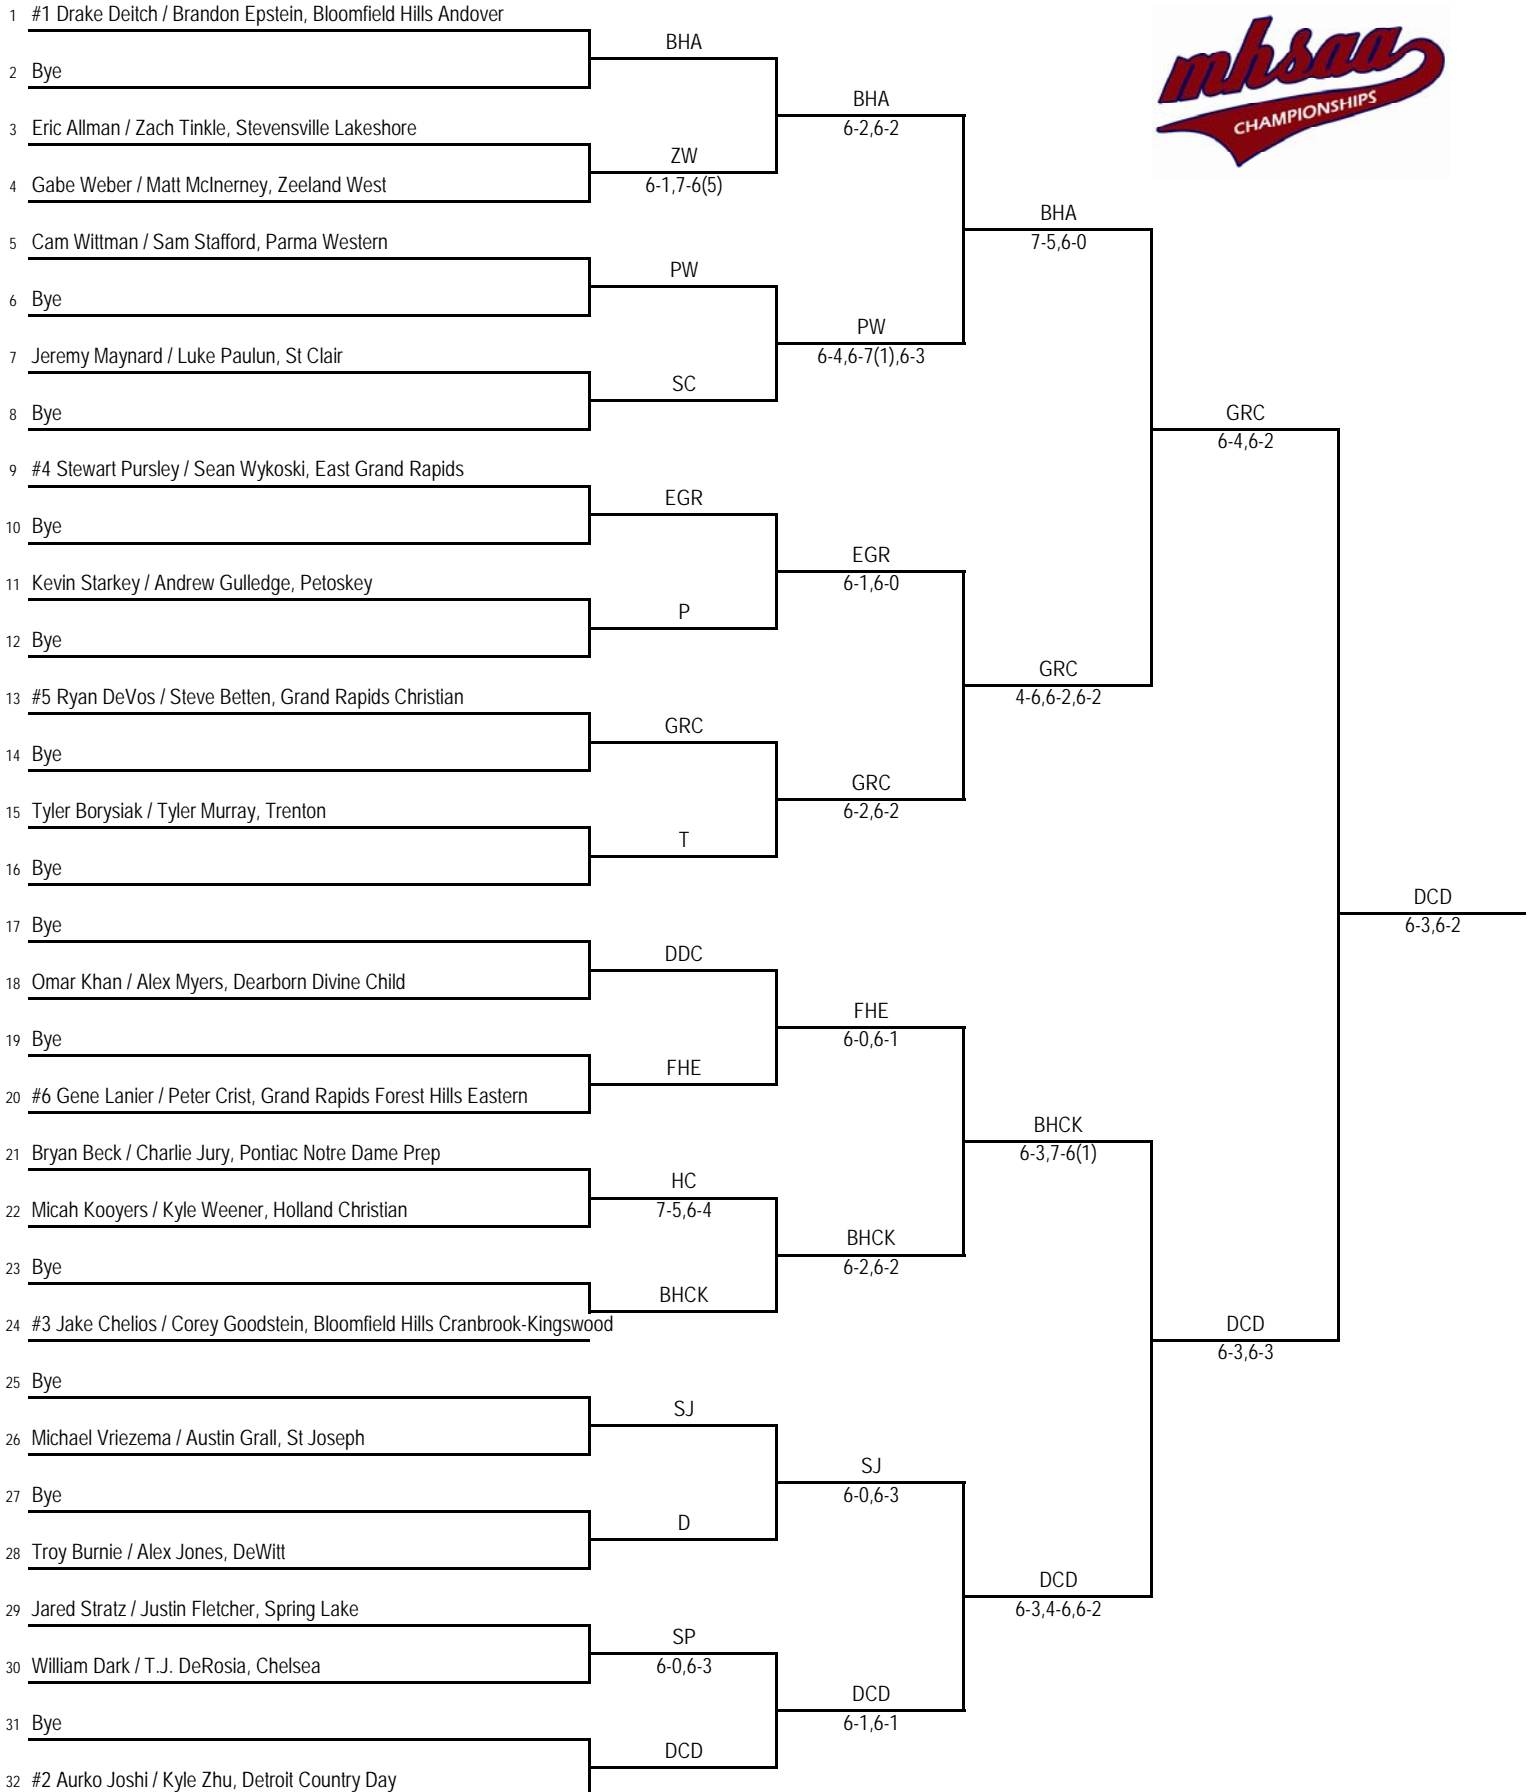 1 #1 Drake Deitch / Brandon Epstein, Bloomfield Hills Andover
BHA
2 Bye
BHA
6-2,6-2
3 Eric Allman / Zach Tinkle, Stevensville Lakeshore
ZW
6-1,7-6(5)
4 Gabe Weber / Matt McInerney, Zeeland West
mhsaa
CHAMPIONSHIPS
BHA
7-5,6-0
5 Cam Wittman / Sam Stafford, Parma Western
PW
6 Bye
PW
6-4,6-7(1),6-3
7 Jeremy Maynard / Luke Paulun, St Clair
SC
8 Bye
GRC
6-4,6-2
9 #4 Stewart Pursley / Sean Wykoski, East Grand Rapids
EGR
10 Bye
EGR
6-1,6-0
11 Kevin Starkey / Andrew Gulledge, Petoskey
P
12 Bye
GRC
4-6,6-2,6-2
13 #5 Ryan DeVos / Steve Betten, Grand Rapids Christian
GRC
14 Bye
GRC
6-2,6-2
15 Tyler Borysiak / Tyler Murray, Trenton
T
16 Bye
DCD
6-3,6-2
17 Bye
DDC
18 Omar Khan / Alex Myers, Dearborn Divine Child
FHE
6-0,6-1
19 Bye
FHE
20 #6 Gene Lanier / Peter Crist, Grand Rapids Forest Hills Eastern
BHCK
6-3,7-6(1)
21 Bryan Beck / Charlie Jury, Pontiac Notre Dame Prep
HC
7-5,6-4
22 Micah Kooyers / Kyle Weener, Holland Christian
BHCK
6-2,6-2
23 Bye
BHCK
24 #3 Jake Chelios / Corey Goodstein, Bloomfield Hills Cranbrook-Kingswood
DCD
6-3,6-3
25 Bye
SJ
26 Michael Vriezema / Austin Grall, St Joseph
SJ
6-0,6-3
27 Bye
D
28 Troy Burnie / Alex Jones, DeWitt
DCD
6-3,4-6,6-2
29 Jared Stratz / Justin Fletcher, Spring Lake
SP
6-0,6-3
30 William Dark / T.J. DeRosia, Chelsea
DCD
6-1,6-1
31 Bye
DCD
32 #2 Aurko Joshi / Kyle Zhu, Detroit Country Day